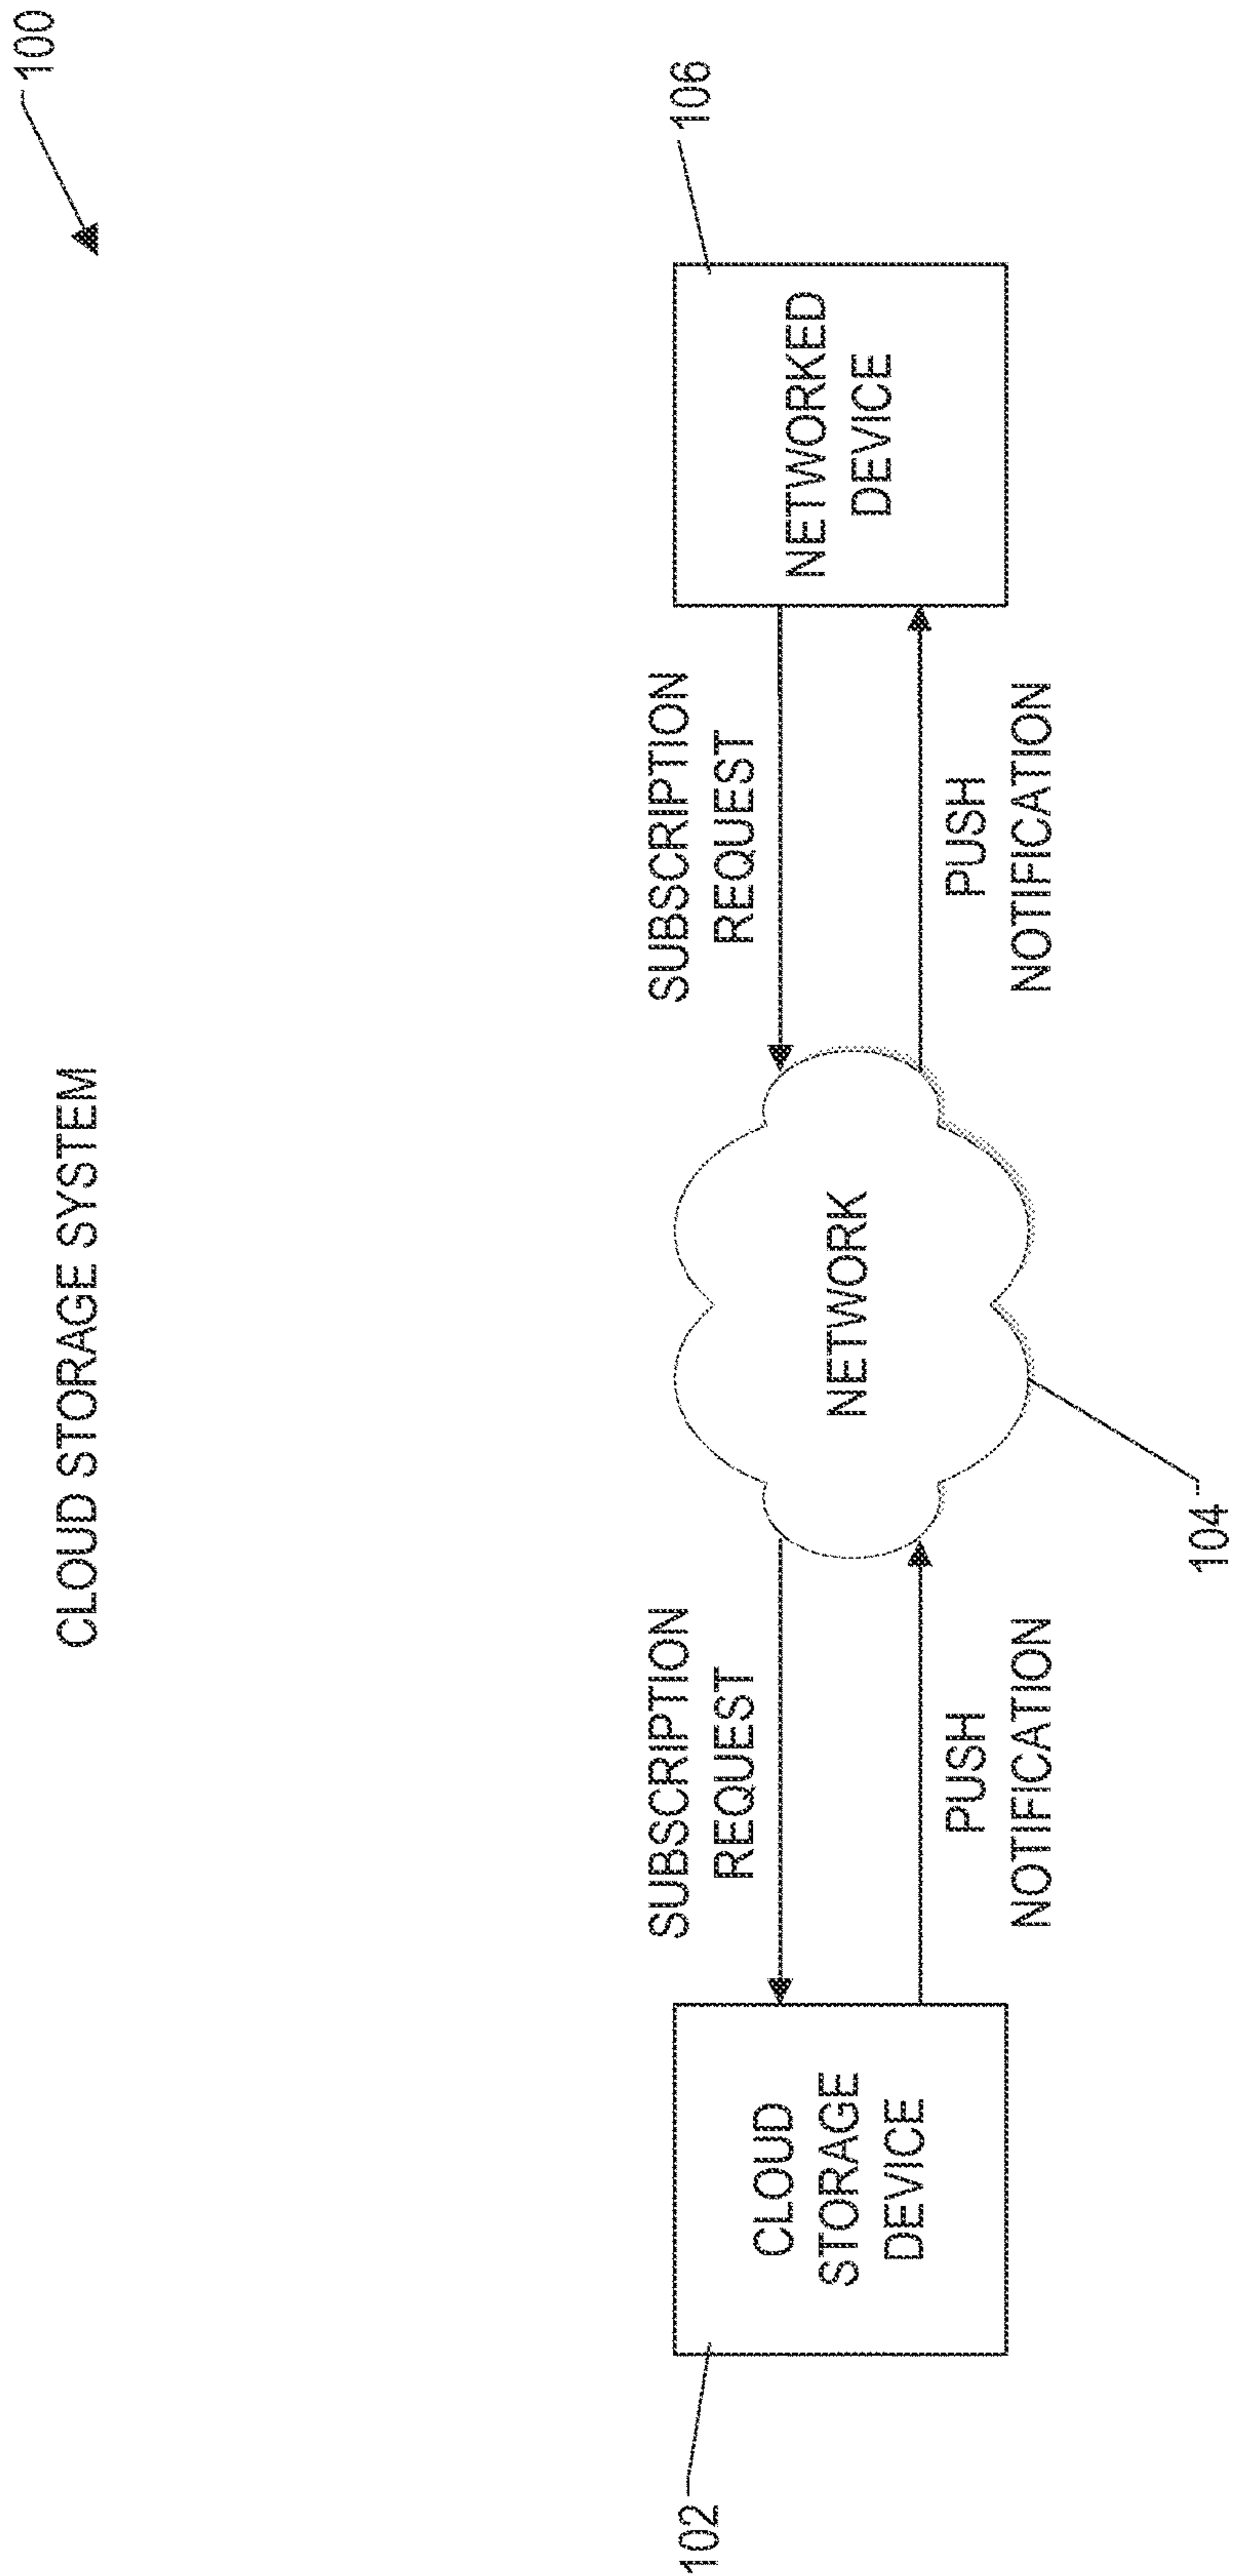 CLOUD STORAGE SYSTEM
100
102
CLOUD
STORAGE
DEVICE
SUBSCRIPTION
REQUEST
PUSH
NOTIFICATION
NETWORK
104
SUBSCRIPTION
REQUEST
PUSH
NOTIFICATION
NETWORKED
DEVICE
106